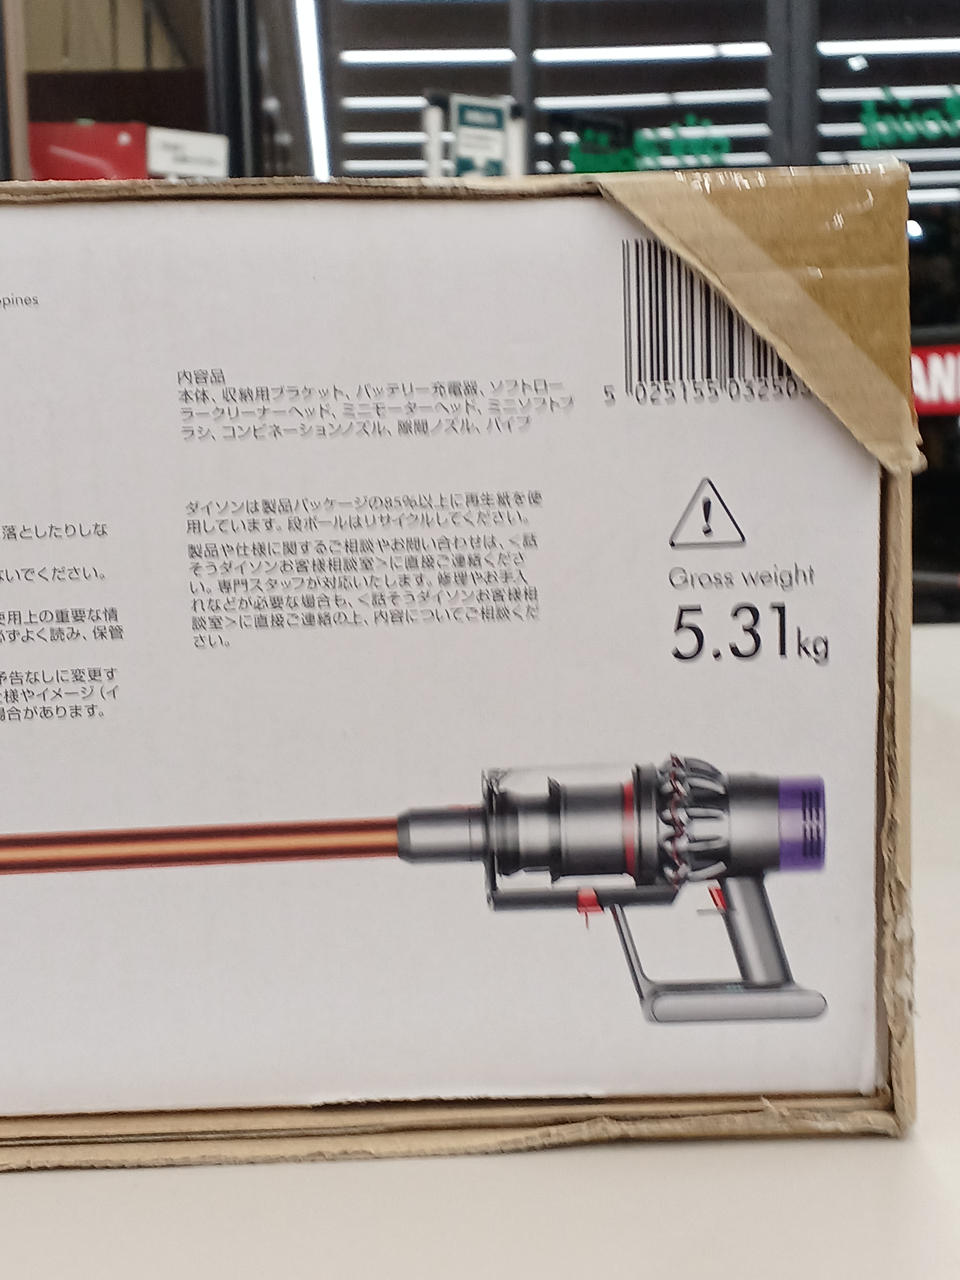 内容品
本体、収納用ブラケット、バッテリー充電器、ソフトロー
ラークリーナーヘッド、ミニモーターヘッド、ミニソフトブ
ラシ、コンビネーションノズル、隙間ノズル、パイプ
5 025155 03250
ダイソンは製品パッケージの85%以上に再生紙を使
用しています。段ボールはリサイクルしてください。
製品や仕様に関するご相談やお問い合わせは、<話
そうダイソンお客様相談室>に直接ご連絡くださ
い。専門スタッフが対応いたします。修理やお手入
れなどが必要な場合も、<話そうダイソンお客様相
談室>に直接ご連絡の上、内容についてご相談くだ
さい。
落としたりしな
ないでください。
使用上の重要な情
必ずよく読み、保管
予告なしに変更す
仕様やイメージ（イ
場合があります。
Gross weight
5.31kg